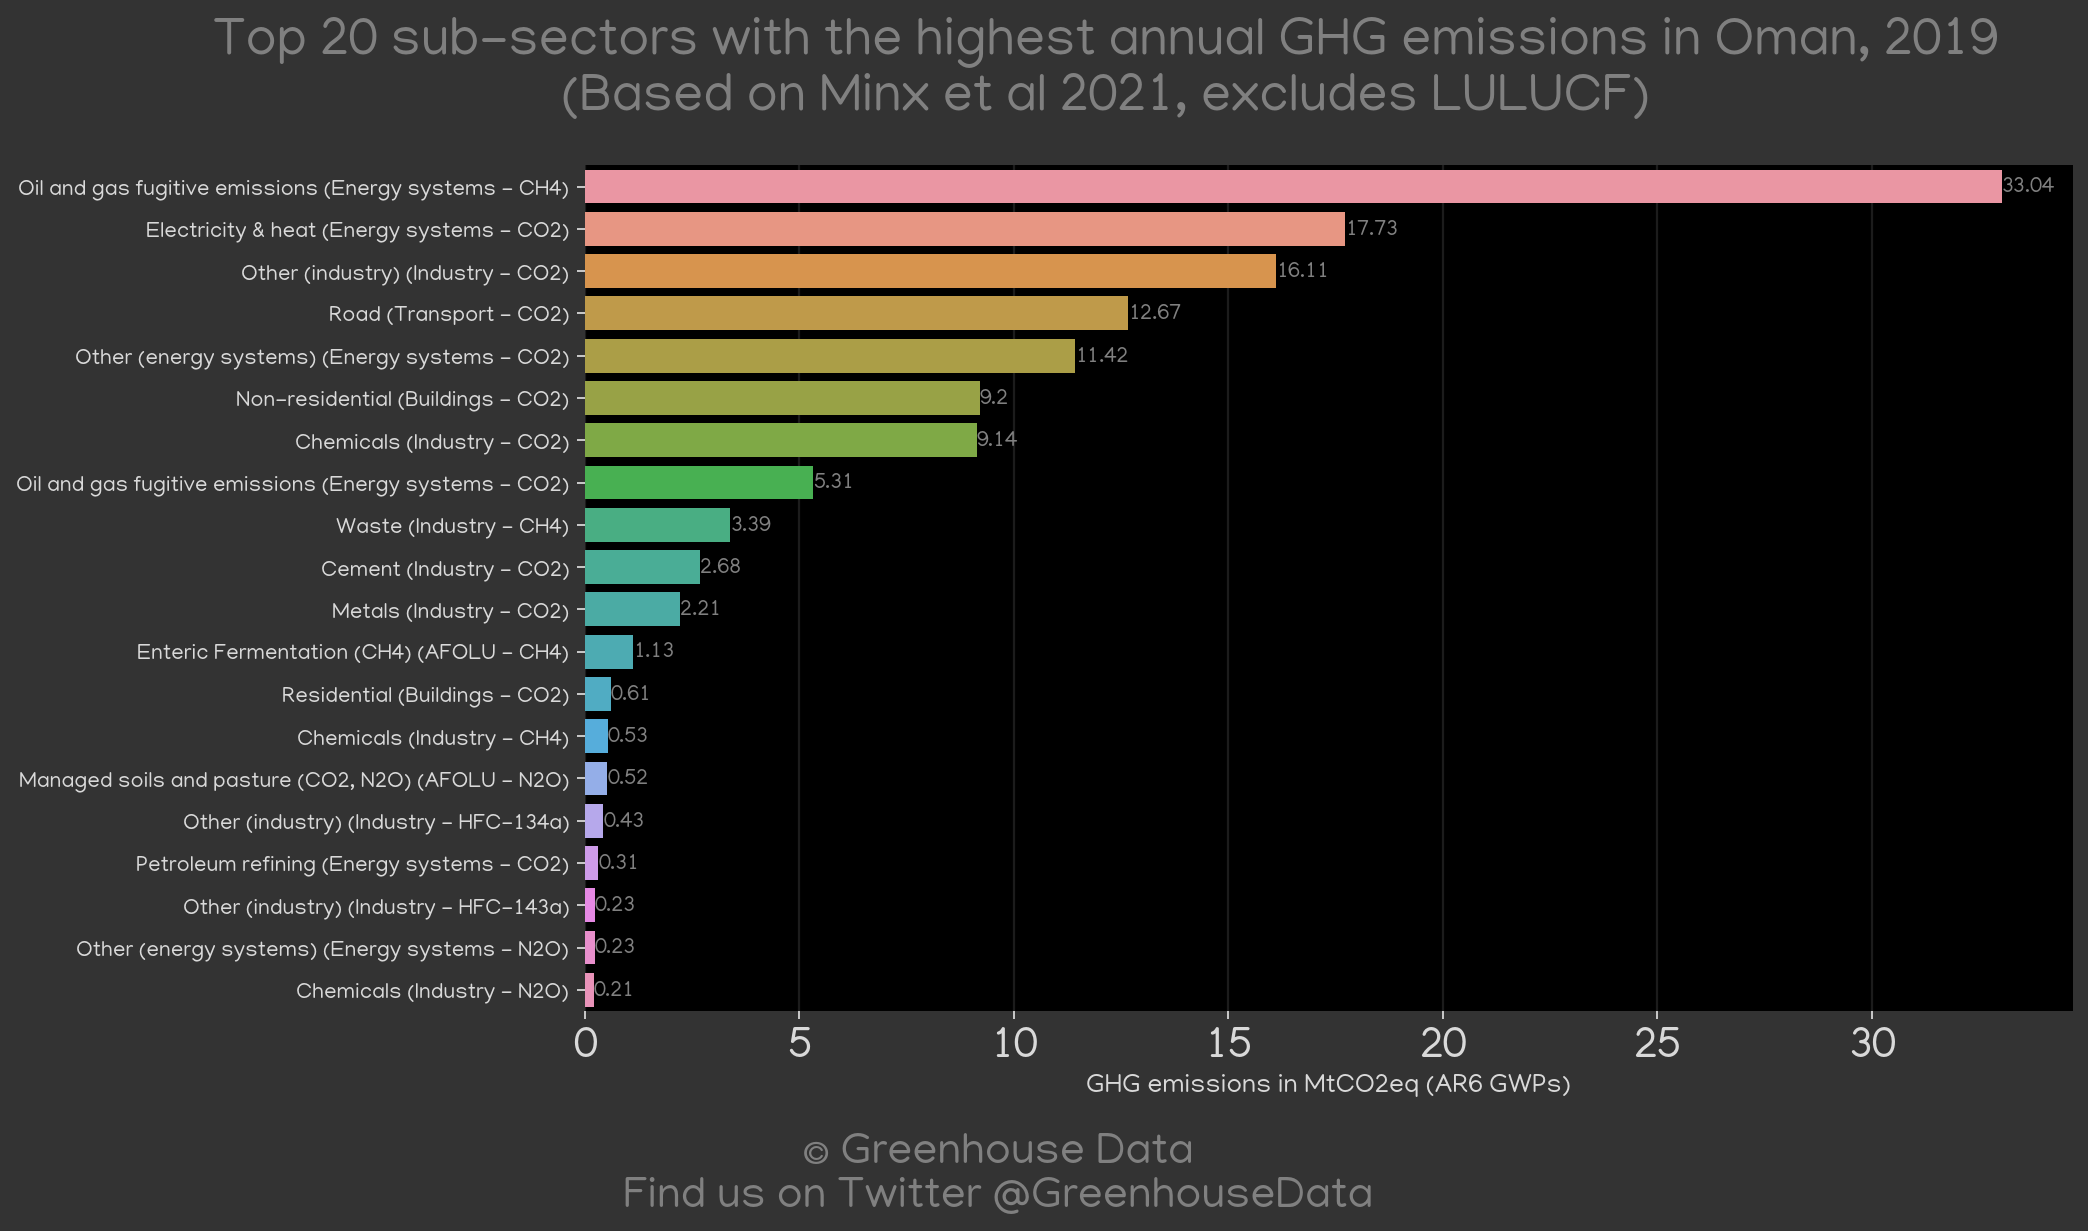 Top 20 sub-sectors with the highest annual GHG emissions in Oman, 2019
(Based on Minx et al 2021, excludes LULUCF)
Oil and gas fugitive emissions (Energy systems - CH4) 33.04
Electricity & heat (Energy systems - CO2) 17.73
Other (industry) (Industry - CO2) 16.11
Road (Transport - CO2) 12.67
Other (energy systems) (Energy systems - CO2) 11.42
Non-residential (Buildings - CO2) 9.2
Chemicals (Industry - CO2) 9.14
Oil and gas fugitive emissions (Energy systems - CO2) 5.31
Waste (Industry - CH4) 3.39
Cement (Industry - CO2) 2.68
Metals (Industry - CO2) 2.21
Enteric Fermentation (CH4) (AFOLU - CH4) 1.13
Residential (Buildings - CO2) 0.61
Chemicals (Industry - CH4) 0.53
Managed soils and pasture (CO2, N2O) (AFOLU - N2O) 0.52
Other (industry) (Industry - HFC-134a) 0.43
Petroleum refining (Energy systems - CO2) 0.31
Other (industry) (Industry - HFC-143a) 0.23
Other (energy systems) (Energy systems - N2O) 0.23
Chemicals (Industry - N2O) 0.21
0 5 10 15 20 25 30
GHG emissions in MtCO2eq (AR6 GWPs)
© Greenhouse Data
Find us on Twitter @GreenhouseData